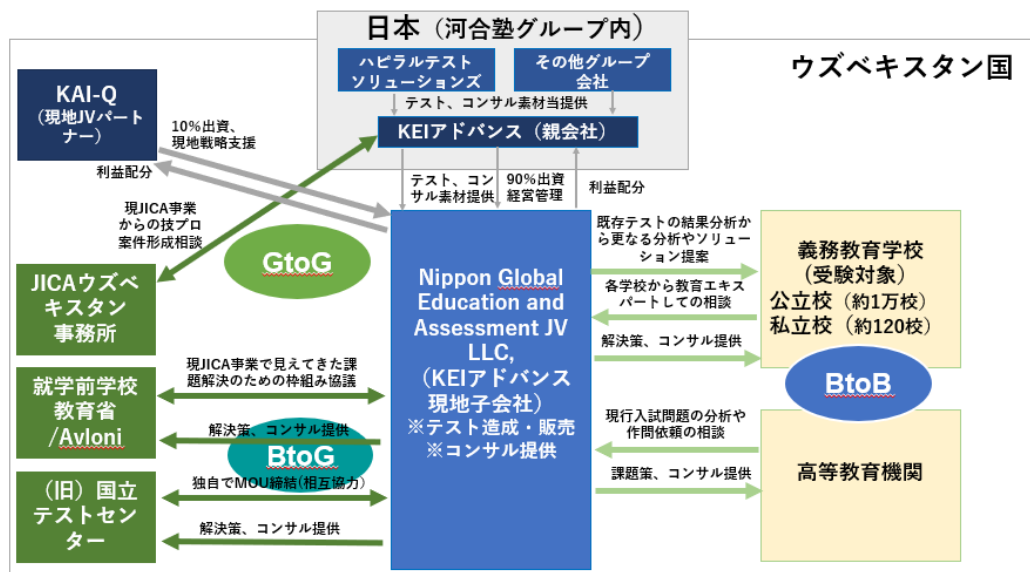 日本（河合塾グループ内）
ハピラルテスト
ソリューションズ
その他グループ
会社
テスト、コンサル素材当提供
KEIアドバンス（親会社）
ウズベキスタン国
KAI-Q
（現地JVパート
ナー）
10％出資、
現地戦略支援
利益配分
テスト、コン
サル素材提供
90％出資
経営管理
利益配分
現JICA事業
からの技プロ
案件形成相談
GtoG
JICAウズベ
キスタン
事務所
就学前学校
教育省
/Avloni
（旧）国立
テストセン
ター
現JICA事業で見えてきた課
題解決のための枠組み協議
解決策、コンサル提供
BtoG
独自でMOU締結(相互協力）
解決策、コンサル提供
Nippon Global
Education and
Assessment JV
LLC,
（KEIアドバンス
現地子会社）
※テスト造成・販売
※コンサル提供
既存テストの結果分析か
ら更なる分析やソリュー
ション提案
各学校から教育エキス
パートしての相談
解決策、コンサル提供
現行入試問題の分析や
作問依頼の相談
課題策、コンサル提供
義務教育学校
（受験対象）
公立校（約1万校）
私立校（約120校）
BtoB
高等教育機関